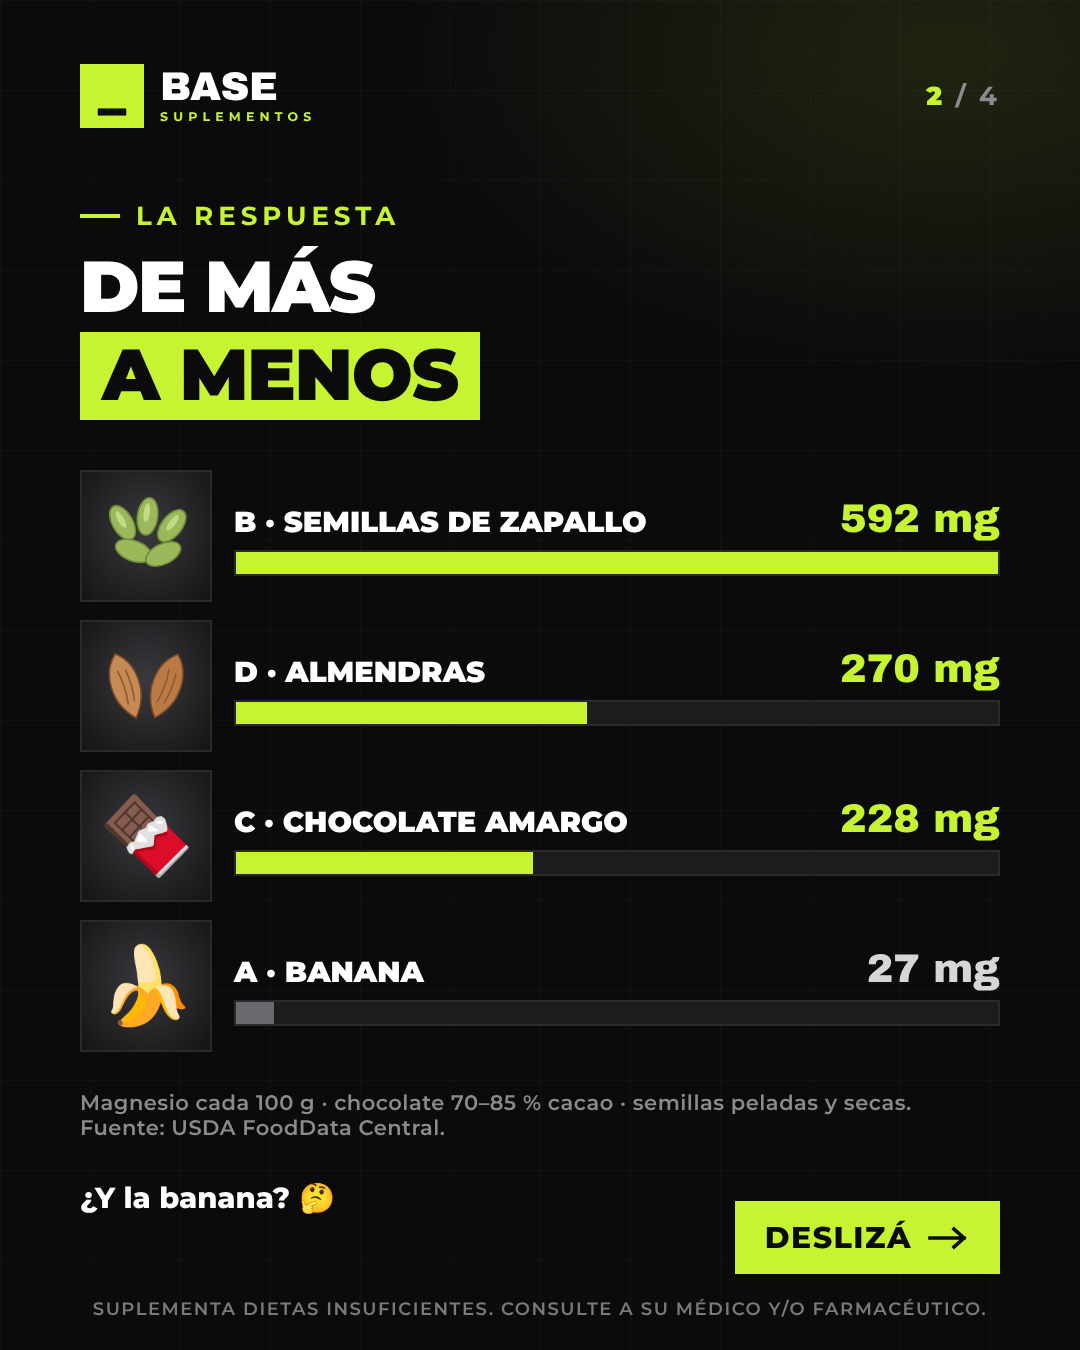 BASE
SUPLEMENTOS
2 / 4
LA RESPUESTA
DE MÁS
A MENOS
B • SEMILLAS DE ZAPALLO 592 mg
D • ALMENDRAS 270 mg
C • CHOCOLATE AMARGO 228 mg
A • BANANA 27 mg
Magnesio cada 100 g · chocolate 70–85 % cacao · semillas peladas y secas.
Fuente: USDA FoodData Central.
¿Y la banana? 🤔
DESLIZÁ →
SUPLEMENTA DIETAS INSUFICIENTES. CONSULTE A SU MÉDICO Y/O FARMACÉUTICO.